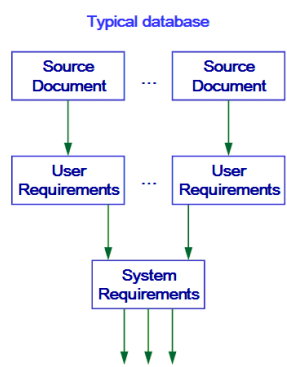 Typical database
Source
Document
...
Source
Document
User
Requirements
...
User
Requirements
System
Requirements